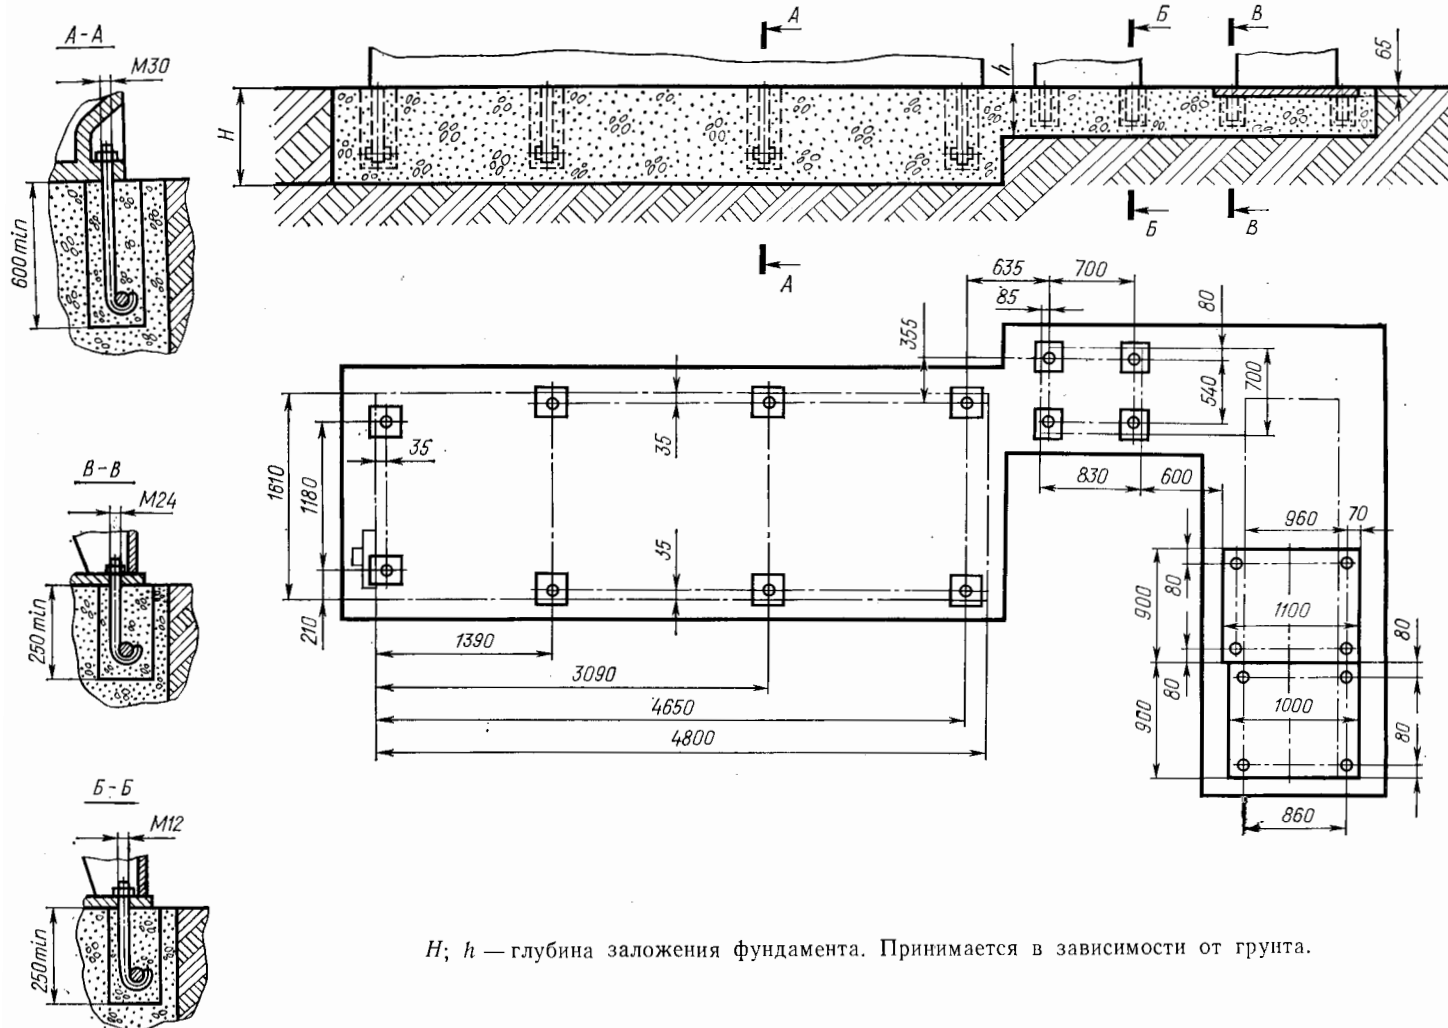 А-А
М30
600 min
В-В
М24
250 min
Б-Б
М12
250 min
А
Б
В
h
65
H
Б
В
А
635
700
85
80
355
700
540
35
35
1610
1180
830
600
960
70
35
900
80
1100
80
210
1390
3090
80
4650
900
1000
80
4800
860
H; h — глубина заложения фундамента. Принимается в зависимости от грунта.